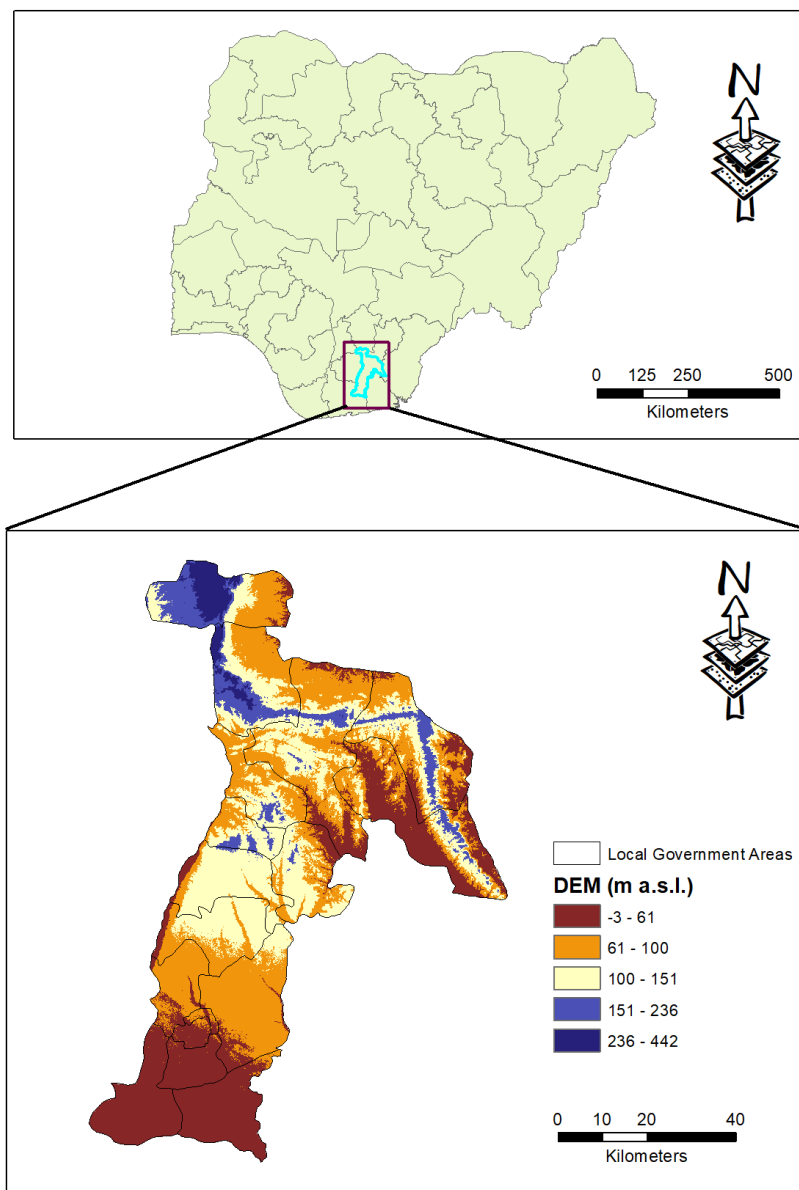 N
0 125 250 500
Kilometers
N
Local Government Areas
DEM (m a.s.l.)
-3 - 61
61 - 100
100 - 151
151 - 236
236 - 442
0 10 20 40
Kilometers